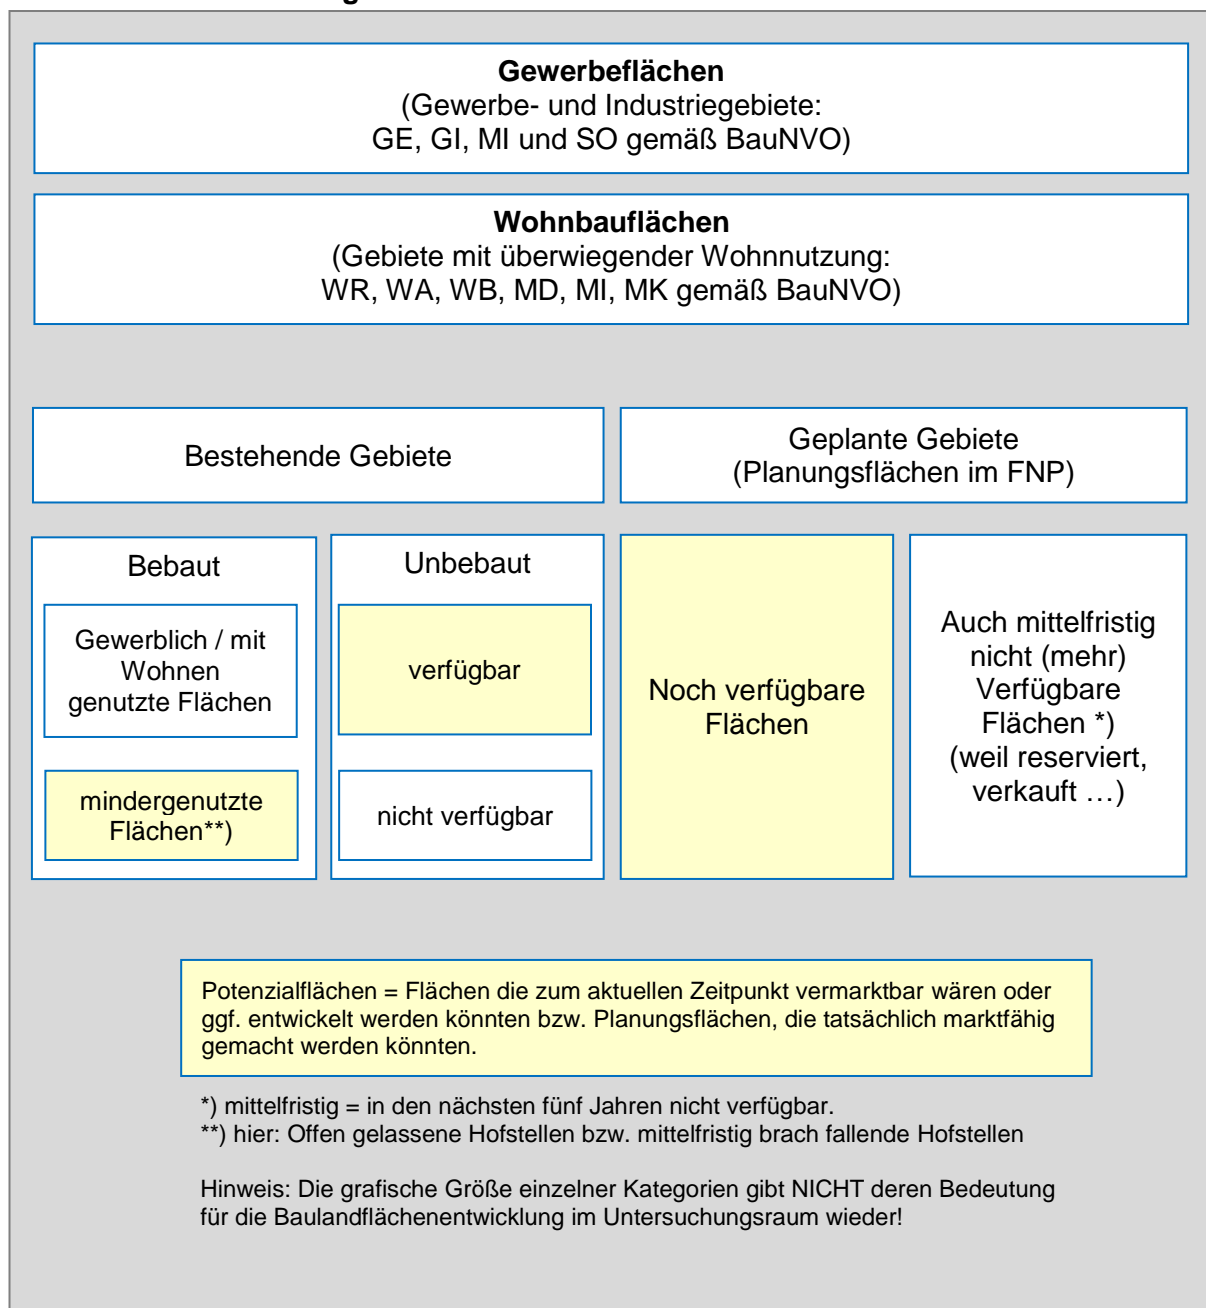 Gewerbeflächen
(Gewerbe- und Industriegebiete:
GE, GI, MI und SO gemäß BauNVO)
Wohnbauflächen
(Gebiete mit überwiegender Wohnnutzung:
WR, WA, WB, MD, MI, MK gemäß BauNVO)
Bestehende Gebiete
Geplante Gebiete
(Planungsflächen im FNP)
Bebaut
Gewerblich / mit
Wohnen
genutzte Flächen
mindergenutzte
Flächen**)
Unbebaut
verfügbar
nicht verfügbar
Noch verfügbare
Flächen
Auch mittelfristig
nicht (mehr)
Verfügbare
Flächen *)
(weil reserviert,
verkauft …)
Potenzialflächen = Flächen die zum aktuellen Zeitpunkt vermarktbar wären oder
ggf. entwickelt werden könnten bzw. Planungsflächen, die tatsächlich marktfähig
gemacht werden könnten.
*) mittelfristig = in den nächsten fünf Jahren nicht verfügbar.
**) hier: Offen gelassene Hofstellen bzw. mittelfristig brach fallende Hofstellen
Hinweis: Die grafische Größe einzelner Kategorien gibt NICHT deren Bedeutung
für die Baulandflächenentwicklung im Untersuchungsraum wieder!